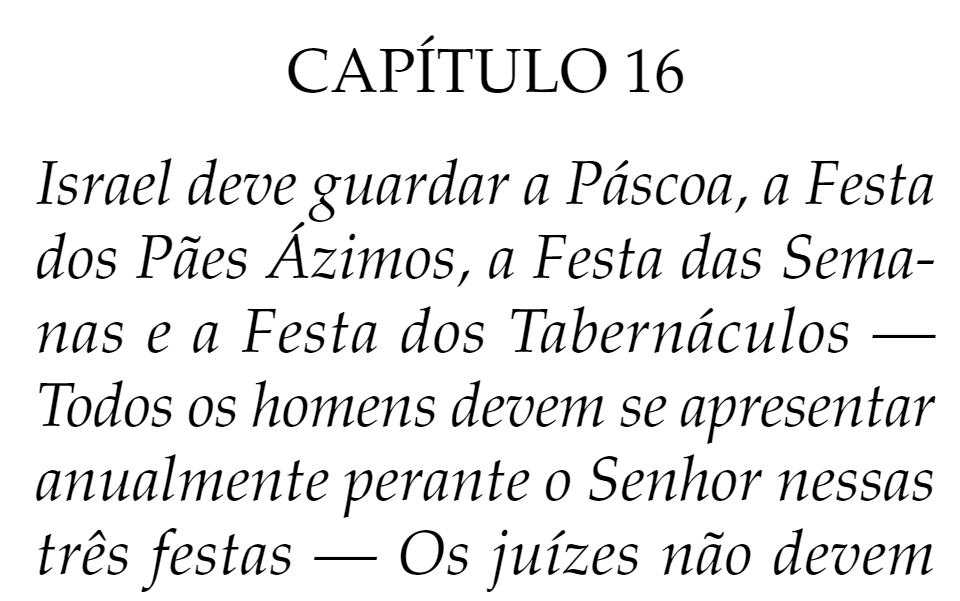 CAPÍTULO 16
Israel deve guardar a Páscoa, a Festa
dos Pães Ázimos, a Festa das Sema-
nas e a Festa dos Tabernáculos —
Todos os homens devem se apresentar
anualmente perante o Senhor nessas
três festas — Os juízes não devem